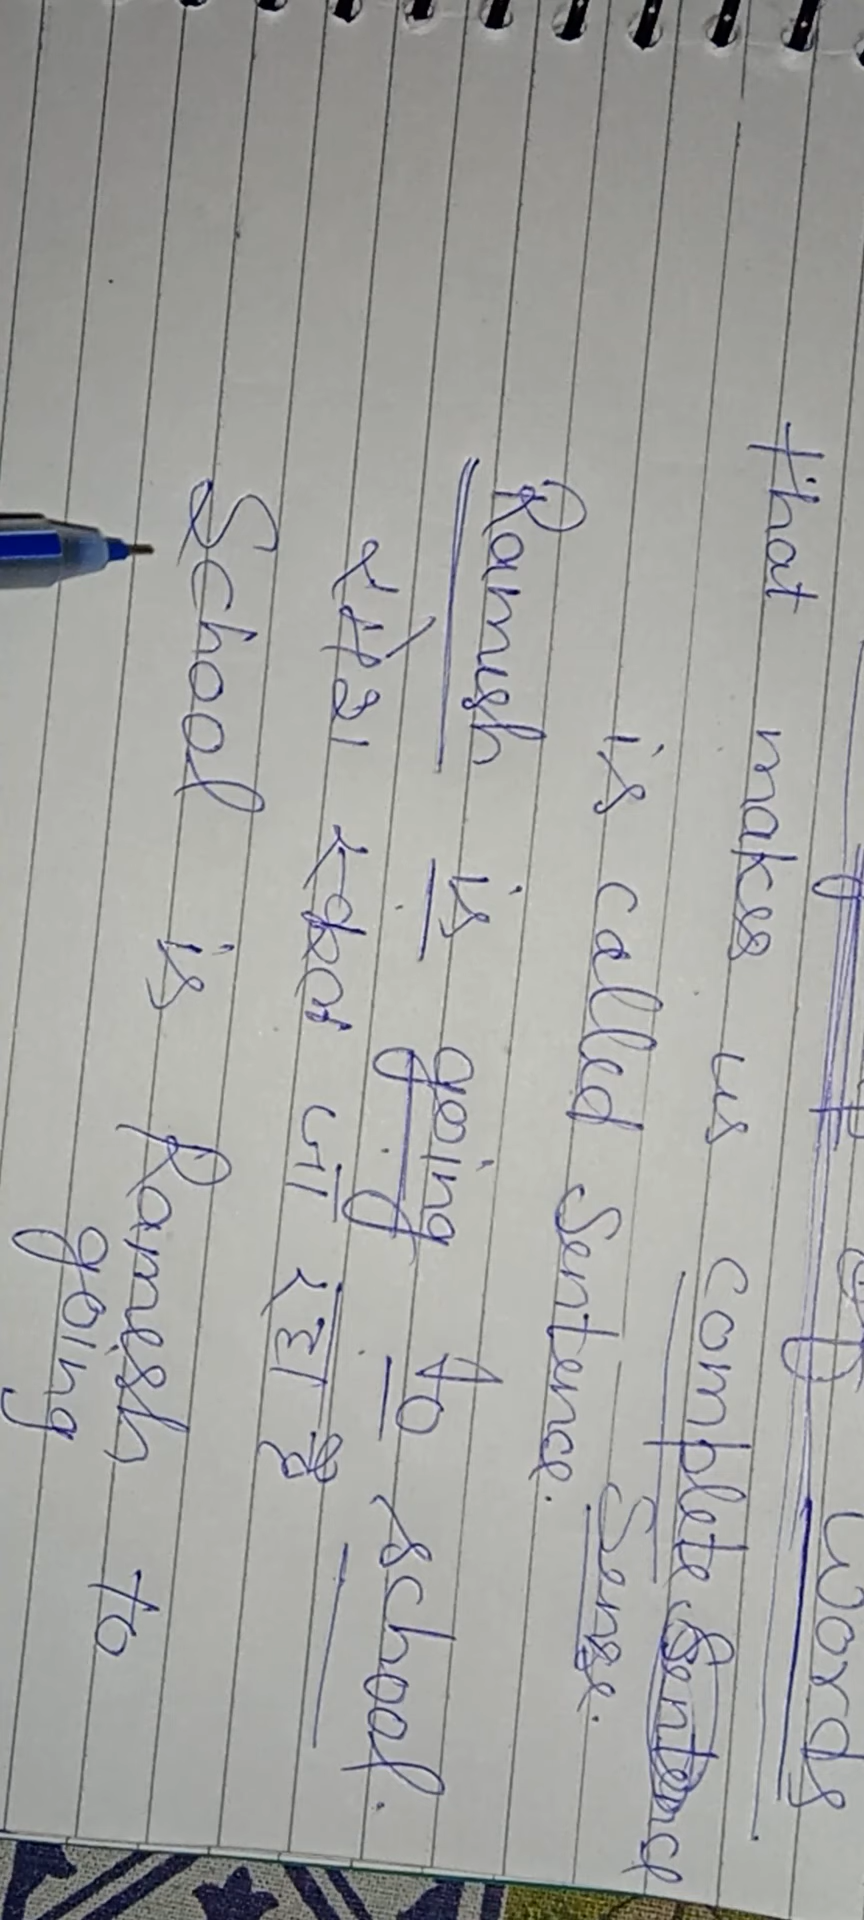 words
that makes us complete Sentence
Sense.
is called Sentence.
Ramesh is going to school.
रमेश स्कूल जा रहा है
School is Ramesh to
going